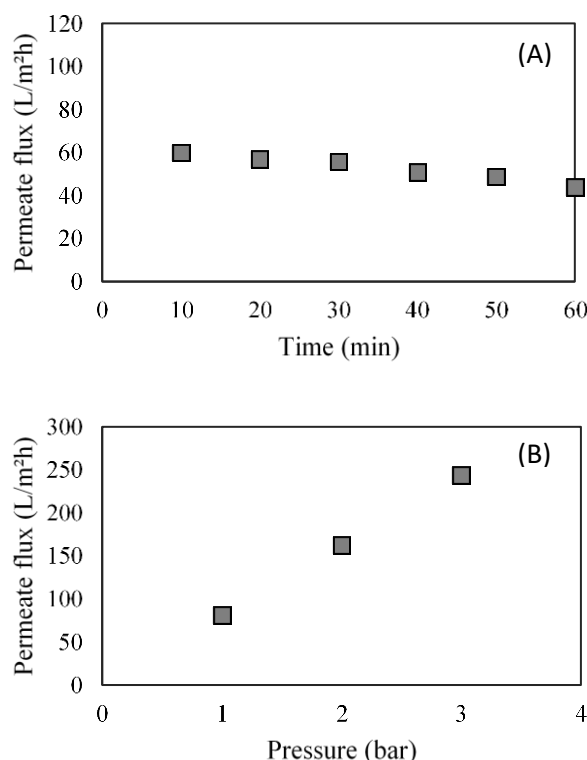 Permeate flux (L/m²h)
120
100
80
60
40
20
0
(A)
0 10 20 30 40 50 60
Time (min)
Permeate flux (L/m²h)
300
250
200
150
100
50
0
(B)
0 1 2 3 4
Pressure (bar)